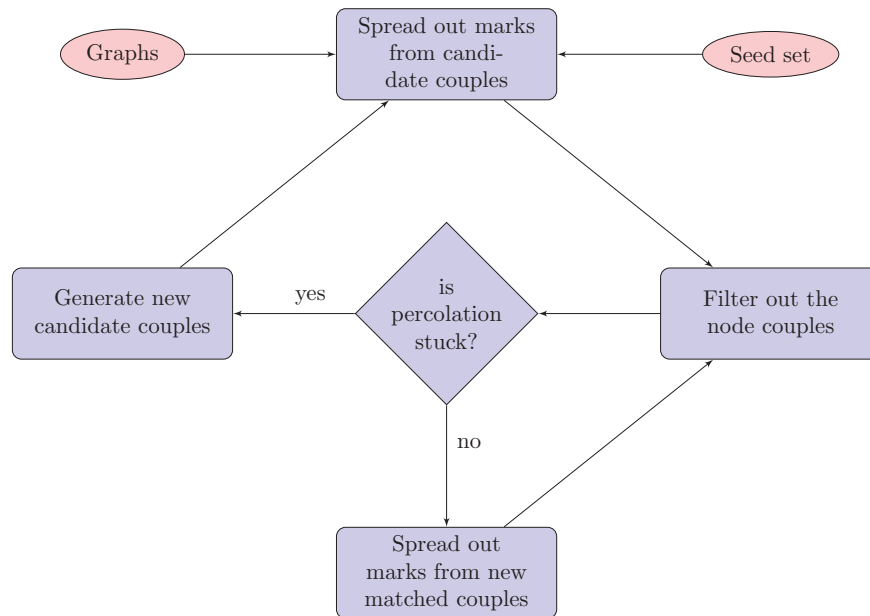 Graphs
Spread out marks
from candi-
date couples
Seed set
Generate new
candidate couples
yes
is
percolation
stuck?
Filter out the
node couples
no
Spread out
marks from new
matched couples